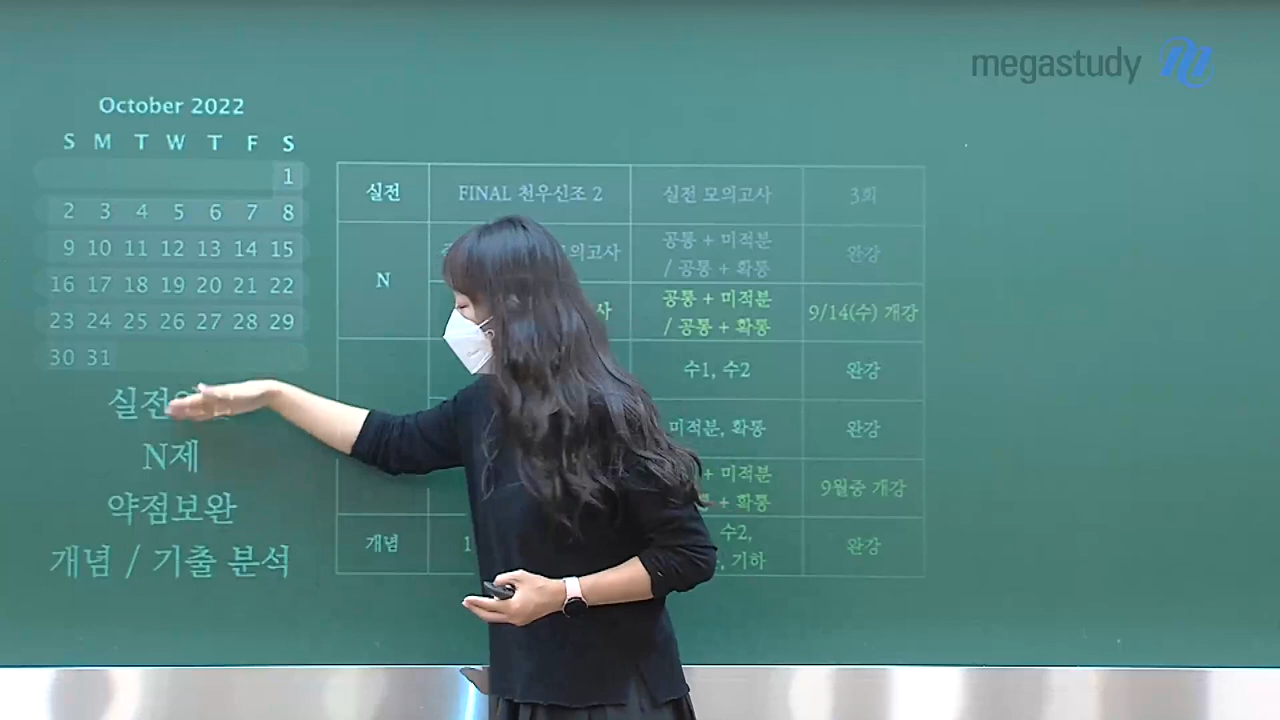 megastudy
October 2022
S M T W T F S
1
2 3 4 5 6 7 8
9 10 11 12 13 14 15
16 17 18 19 20 21 22
23 24 25 26 27 28 29
30 31
실전
N제
약점보완
개념 / 기출 분석
실전 FINAL 천우신조 2 실전 모의고사 3회
N
모의고사 공통 + 미적분 / 공통 + 확통 완강
공통 + 미적분 / 공통 + 확통 9/14(수) 개강
수1, 수2 완강
미적분, 확통 완강
+ 미적분
+ 확통 9월중 개강
개념 수2, 기하 완강